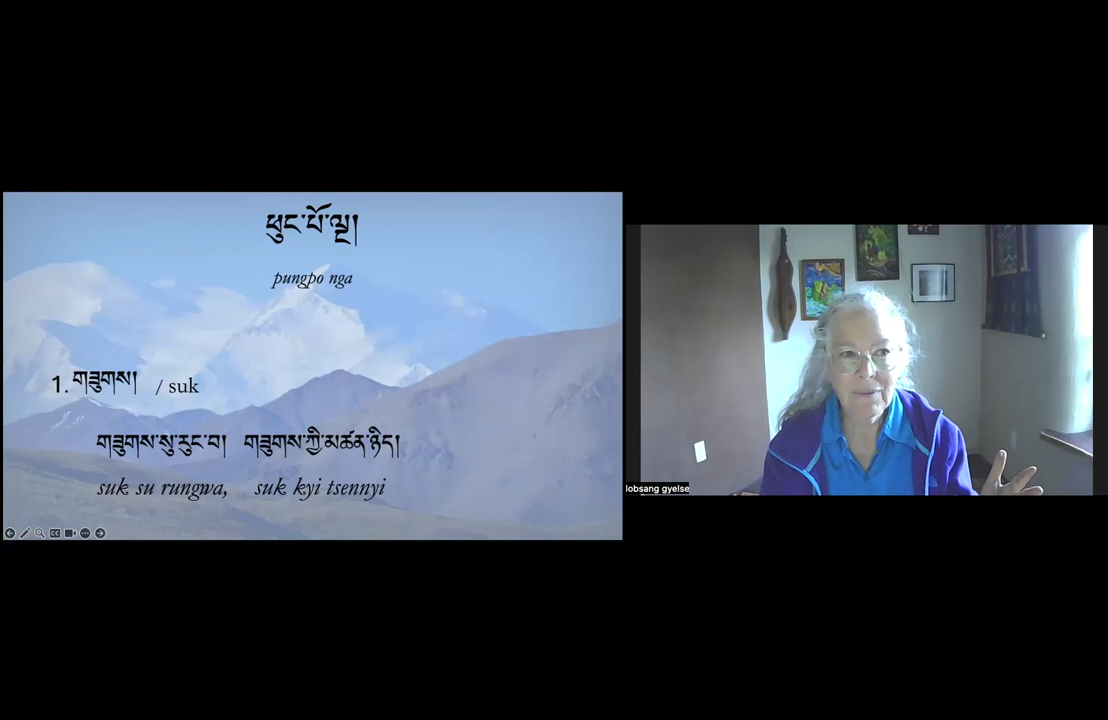 ཕུང་པོ་ལྔ།
pungpo nga
1. གཟུགས། / suk
གཟུགས་སུ་རུང་བ། གཟུགས་ཀྱི་མཚན་ཉིད།
suk su rungwa, suk kyi tsennyi
lobsang gyelse